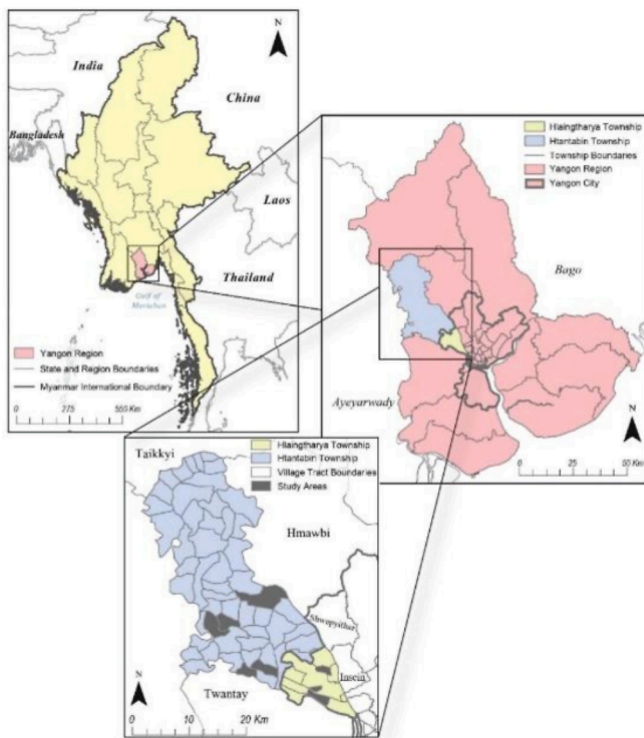 N
India
China
Bangladesh
Laos
Thailand
Gulf of
Yangon Region
State and Region Boundaries
Myanmar International Boundary
0 275 550 Km
Hlaingtharya Township
Htantabin Township
Township Boundaries
Yangon Region
Yangon City
Bago
Ayeyarwady
N
0 25 50 Km
Hlaingtharya Township
Htantabin Township
Village Tract Boundaries
Study Areas
Taikkyi
Hmawbi
Shwepyithar
Insein
N
Twantay
0 10 20 Km